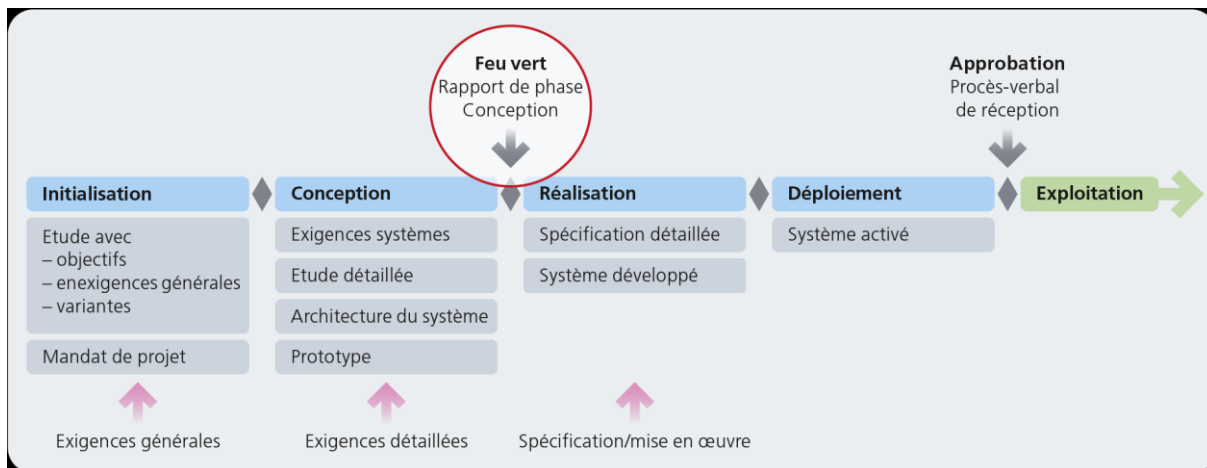 Feu vert
Rapport de phase
Conception
Approbation
Procès-verbal
de réception
Initialisation
Conception
Réalisation
Déploiement
Exploitation
Etude avec
– objectifs
– enexigences générales
– variantes
Mandat de projet
Exigences systèmes
Etude détaillée
Architecture du système
Prototype
Spécification détaillée
Système développé
Système activé
Exigences générales
Exigences détaillées
Spécification/mise en œuvre